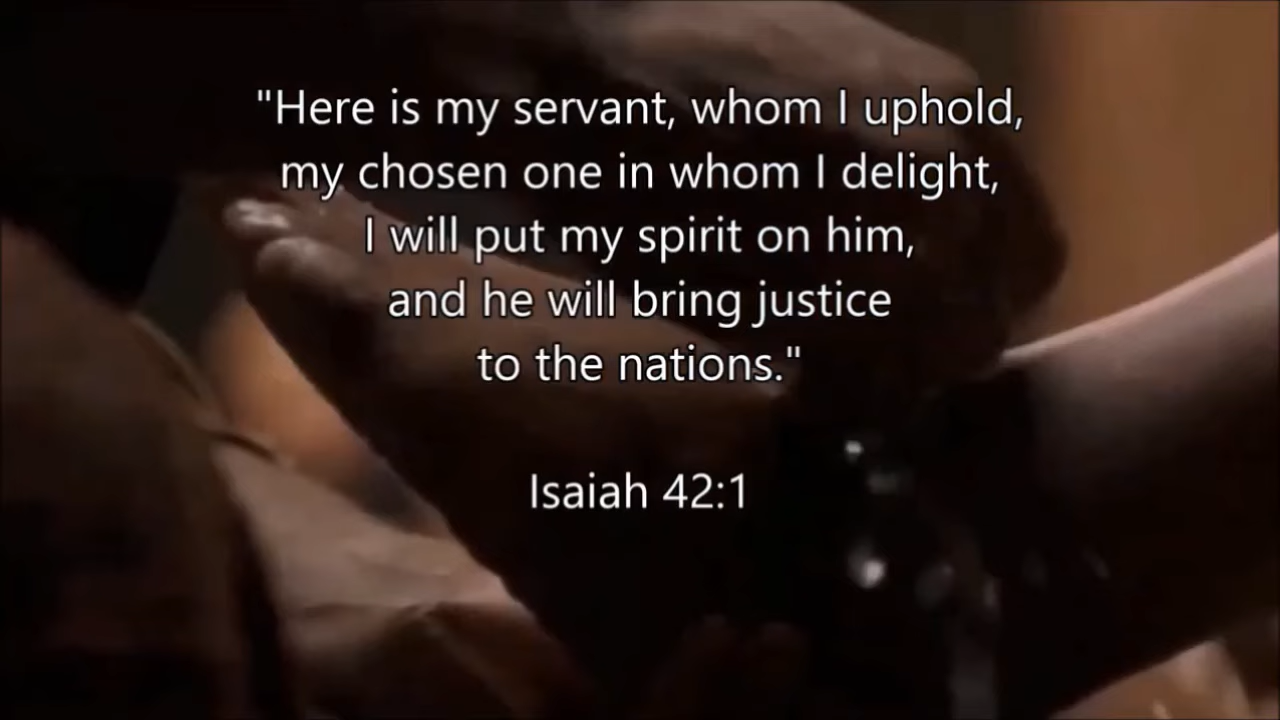 "Here is my servant, whom I uphold,
my chosen one in whom I delight,
I will put my spirit on him,
and he will bring justice
to the nations."
Isaiah 42:1